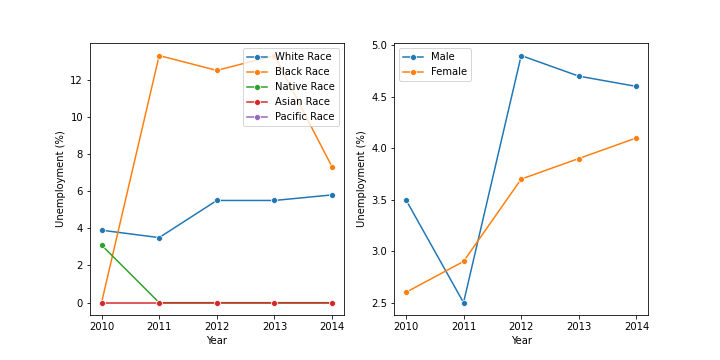 White Race
Black Race
Native Race
Asian Race
Pacific Race
12
10
8
6
4
2
0
Unemployment (%)
2010 2011 2012 2013 2014
Year
Male
Female
5.0
4.5
4.0
3.5
3.0
2.5
Unemployment (%)
2010 2011 2012 2013 2014
Year